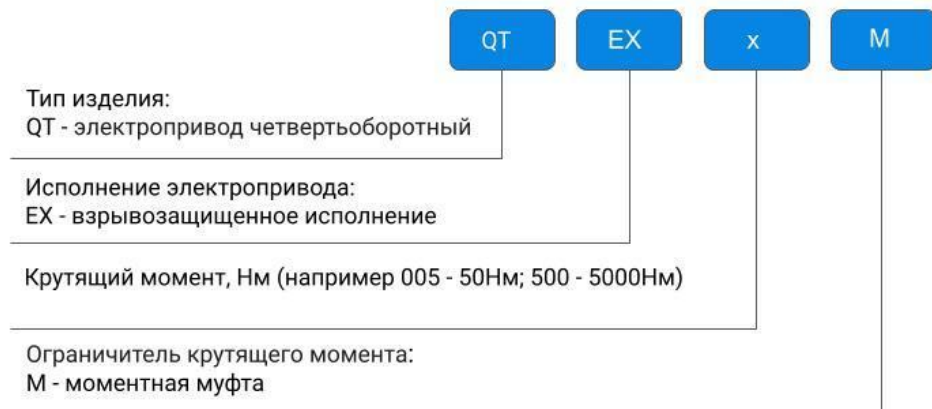 QT EX x M
Тип изделия:
QT - электропривод четвертьоборотный
Исполнение электропривода:
EX - взрывозащищенное исполнение
Крутящий момент, Нм (например 005 - 50Нм; 500 - 5000Нм)
Ограничитель крутящего момента:
М - моментная муфта